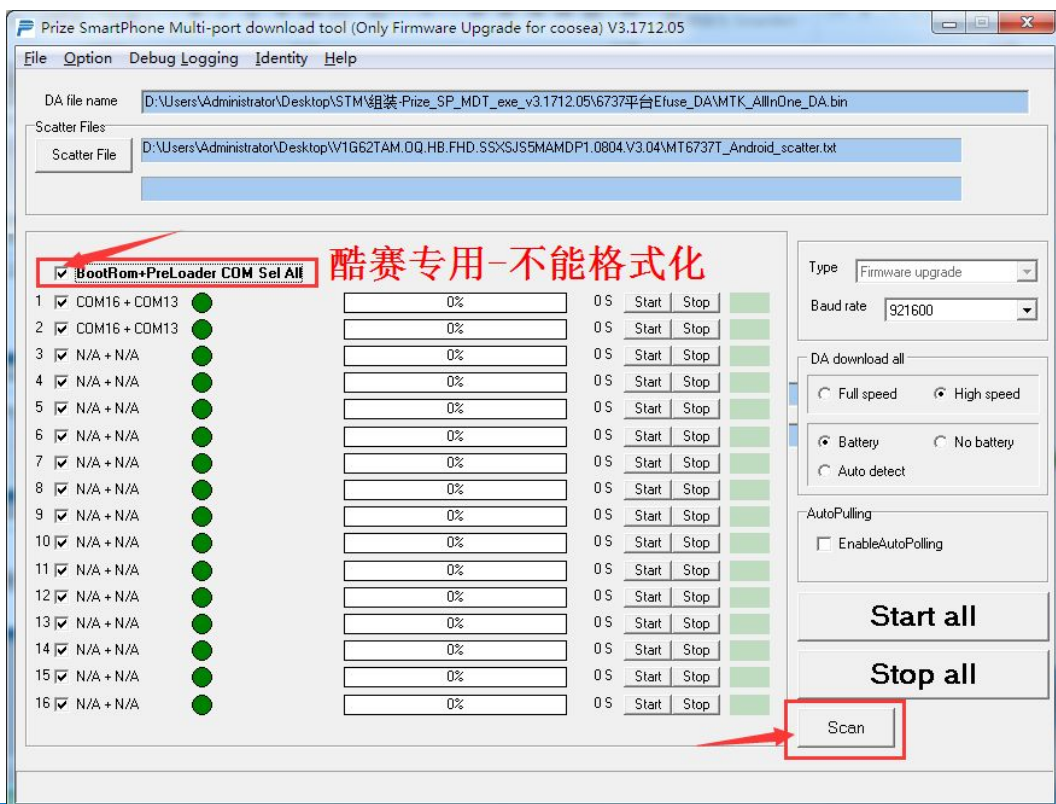 Prize SmartPhone Multi-port download tool (Only Firmware Upgrade for coosea) V3.1712.05
File Option Debug Logging Identity Help
DA file name D:\Users\Administrator\Desktop\STM\组装-Prize_SP_MDT_exe_v3.1712.05\6737平台Efuse_DA\MTK_AllInOne_DA.bin
Scatter Files
Scatter File D:\Users\Administrator\Desktop\V1G62TAM.OQ.HB.FHD.SSXSJS5MAMDP1.0804.V3.04\MT6737T_Android_scatter.txt
BootRom+PreLoader COM Sel All
酷赛专用-不能格式化
1 COM16 + COM13 0% 0 S Start Stop
2 COM16 + COM13 0% 0 S Start Stop
3 N/A + N/A 0% 0 S Start Stop
4 N/A + N/A 0% 0 S Start Stop
5 N/A + N/A 0% 0 S Start Stop
6 N/A + N/A 0% 0 S Start Stop
7 N/A + N/A 0% 0 S Start Stop
8 N/A + N/A 0% 0 S Start Stop
9 N/A + N/A 0% 0 S Start Stop
10 N/A + N/A 0% 0 S Start Stop
11 N/A + N/A 0% 0 S Start Stop
12 N/A + N/A 0% 0 S Start Stop
13 N/A + N/A 0% 0 S Start Stop
14 N/A + N/A 0% 0 S Start Stop
15 N/A + N/A 0% 0 S Start Stop
16 N/A + N/A 0% 0 S Start Stop
Type Firmware upgrade
Baud rate 921600
DA download all
Full speed High speed
Battery No battery
Auto detect
AutoPulling
EnableAutoPolling
Start all
Stop all
Scan